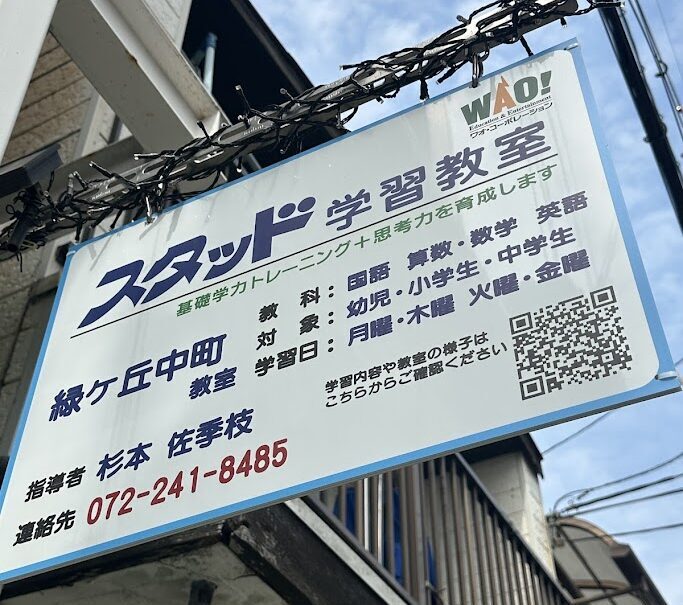 WAO!
Education & Entertainment
ワオ・コーポレーション
スタッド 学習教室
基礎学力トレーニング＋思考力を育成します
緑ヶ丘中町
教室
教　科：国語　算数・数学　英語
対　象：幼児・小学生・中学生
学習日：月曜・木曜　火曜・金曜
学習内容や教室の様子は
こちらからご確認ください
指導者 杉本 佐季枝
連絡先 072-241-8485